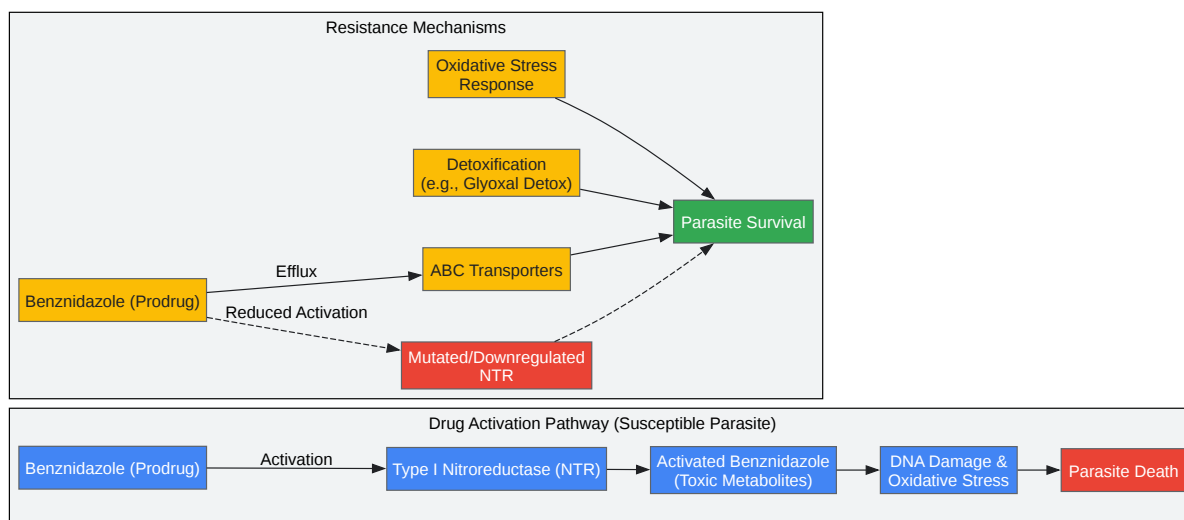 Resistance Mechanisms
Oxidative Stress
Response
Detoxification
(e.g., Glyoxal Detox)
Parasite Survival
Efflux
ABC Transporters
Benznidazole (Prodrug)
Reduced Activation
Mutated/Downregulated
NTR
Drug Activation Pathway (Susceptible Parasite)
Benznidazole (Prodrug)
Activation
Type I Nitroreductase (NTR)
Activated Benznidazole
(Toxic Metabolites)
DNA Damage &
Oxidative Stress
Parasite Death